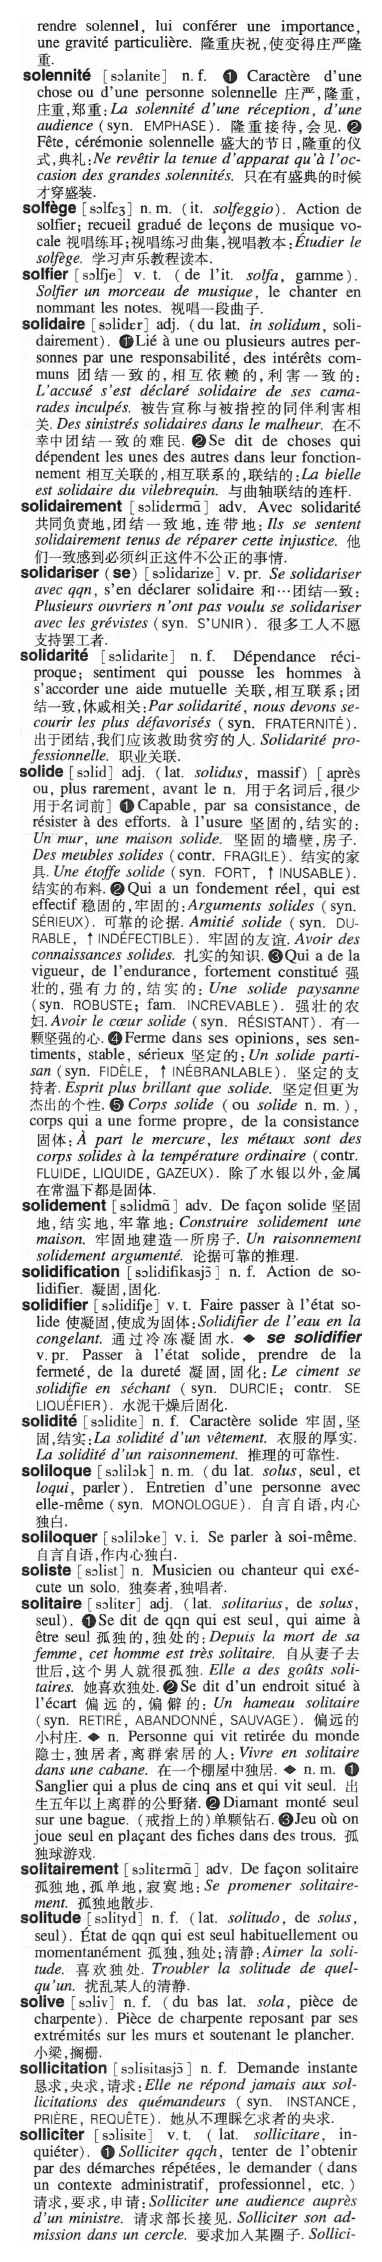 rendre solennel, lui conférer une importance,
une gravité particulière. 隆重庆祝,使变得庄严隆
重.
solennité [sɔlanite] n. f. ❶ Caractère d'une
chose ou d'une personne solennelle 庄严,隆重,
庄重,郑重:La solennité d'une réception, d'une
audience (syn. EMPHASE). 隆重接待,会见. ❷
Fête, cérémonie solennelle 盛大的节日,隆重的仪
式,典礼:Ne revêtir la tenue d'apparat qu'à l'oc-
casion des grandes solennités. 只在有盛典的时候
才穿盛装.
solfège [sɔlfɛʒ] n. m. (it. solfeggio). Action de
solfier; recueil gradué de leçons de musique vo-
cale 视唱练耳;视唱练习曲集,视唱教本:Étudier le
solfège. 学习声乐教程读本.
solfier [sɔlfje] v. t. (de l'it. solfa, gamme).
Solfier un morceau de musique, le chanter en
nommant les notes. 视唱一段曲子.
solidaire [sɔlidɛr] adj. (du lat. in solidum, soli-
dairement). ❶Lié à une ou plusieurs autres per-
sonnes par une responsabilité, des intérêts com-
muns 团结一致的,相互依赖的,利害一致的:
L'accusé s'est déclaré solidaire de ses cama-
rades inculpés. 被告宣称与被指控的同伴利害相
关. Des sinistrés solidaires dans le malheur. 在不
幸中团结一致的难民. ❷Se dit de choses qui
dépendent les unes des autres dans leur fonction-
nement 相互关联的,相互联系的,联结的:La bielle
est solidaire du vilebrequin. 与曲轴联结的连杆.
solidairement [sɔlidɛrmɑ̃] adv. Avec solidarité
共同负责地,团结一致地,连带地:Ils se sentent
solidairement tenus de réparer cette injustice. 他
们一致感到必须纠正这件不公正的事情.
solidariser (se) [sɔlidarize] v. pr. Se solidariser
avec qqn, s'en déclarer solidaire 和…团结一致:
Plusieurs ouvriers n'ont pas voulu se solidariser
avec les grévistes (syn. S'UNIR). 很多工人不愿
支持罢工者.
solidarité [sɔlidarite] n. f. Dépendance réci-
proque; sentiment qui pousse les hommes à
s'accorder une aide mutuelle 关联,相互联系;团
结一致,休戚相关:Par solidarité, nous devons se-
courir les plus défavorisés (syn. FRATERNITÉ).
出于团结,我们应该救助贫穷的人. Solidarité pro-
fessionnelle. 职业关联.
solide [sɔlid] adj. (lat. solidus, massif) [après
ou, plus rarement, avant le n. 用于名词后,很少
用于名词前] ❶Capable, par sa consistance, de
résister à des efforts. à l'usure 坚固的,结实的:
Un mur, une maison solide. 坚固的墙壁,房子.
Des meubles solides (contr. FRAGILE). 结实的家
具. Une étoffe solide (syn. FORT, ↑INUSABLE).
结实的布料. ❷Qui a un fondement réel, qui est
effectif 稳固的,牢固的:Arguments solides (syn.
SÉRIEUX). 可靠的论据. Amitié solide (syn. DU-
RABLE, ↑INDÉFECTIBLE). 牢固的友谊. Avoir des
connaissances solides. 扎实的知识. ❸Qui a de la
vigueur, de l'endurance, fortement constitué 强
壮的,强有力的,结实的:Une solide paysanne
(syn. ROBUSTE; fam. INCREVABLE). 强壮的农
妇. Avoir le cœur solide (syn. RÉSISTANT). 有一
颗坚强的心. ❹Ferme dans ses opinions, ses sen-
timents, stable, sérieux 坚定的:Un solide parti-
san (syn. FIDÈLE, ↑INÉBRANLABLE). 坚定的支
持者. Esprit plus brillant que solide. 坚定但更为
杰出的个性. ❺ Corps solide (ou solide n. m.),
corps qui a une forme propre, de la consistance
固体:À part le mercure, les métaux sont des
corps solides à la température ordinaire (contr.
FLUIDE, LIQUIDE, GAZEUX). 除了水银以外,金属
在常温下都是固体.
solidement [sɔlidmɑ̃] adv. De façon solide 坚固
地,结实地,牢靠地:Construire solidement une
maison. 牢固地建造一所房子. Un raisonnement
solidement argumenté. 论据可靠的推理.
solidification [sɔlidifikasjɔ̃] n. f. Action de so-
lidifier. 凝固,固化.
solidifier [sɔlidifje] v. t. Faire passer à l'état so-
lide 使凝固,使成为固体:Solidifier de l'eau en la
congelant. 通过冷冻凝固水. ◆ se solidifier
v. pr. Passer à l'état solide, prendre de la
fermeté, de la dureté 凝固,固化:Le ciment se
solidifie en séchant (syn. DURCIE; contr. SE
LIQUÉFIER). 水泥干燥后固化.
solidité [sɔlidite] n. f. Caractère solide 牢固,坚
固,结实:La solidité d'un vêtement. 衣服的厚实.
La solidité d'un raisonnement. 推理的可靠性.
soliloque [sɔlilɔk] n. m. (du lat. solus, seul, et
loqui, parler). Entretien d'une personne avec
elle-même (syn. MONOLOGUE). 自言自语,内心
独白.
soliloquer [sɔlilɔke] v. i. Se parler à soi-même.
自言自语,作内心独白.
soliste [sɔlist] n. Musicien ou chanteur qui exé-
cute un solo. 独奏者,独唱者.
solitaire [sɔlitɛr] adj. (lat. solitarius, de solus,
seul). ❶Se dit de qqn qui est seul, qui aime à
être seul 孤独的,独处的:Depuis la mort de sa
femme, cet homme est très solitaire. 自从妻子去
世后,这个男人就很孤独. Elle a des goûts soli-
taires. 她喜欢独处. ❷Se dit d'un endroit situé à
l'écart 偏远的,偏僻的:Un hameau solitaire
(syn. RETIRÉ, ABANDONNÉ, SAUVAGE). 偏远的
小村庄. ◆ n. Personne qui vit retirée du monde
隐士,独居者,离群索居的人:Vivre en solitaire
dans une cabane. 在一个棚屋中独居. ◆ n. m. ❶
Sanglier qui a plus de cinq ans et qui vit seul. 出
生五年以上离群的公野猪. ❷Diamant monté seul
sur une bague. (戒指上的)单颗钻石. ❸Jeu où on
joue seul en plaçant des fiches dans des trous. 孤
独球游戏.
solitairement [sɔlitɛrmɑ̃] adv. De façon solitaire
孤独地,孤单地,寂寞地:Se promener solitaire-
ment. 孤独地散步.
solitude [sɔlityd] n. f. (lat. solitudo, de solus,
seul). État de qqn qui est seul habituellement ou
momentanément 孤独,独处;清静:Aimer la soli-
tude. 喜欢独处. Troubler la solitude de quel-
qu'un. 扰乱某人的清静.
solive [sɔliv] n. f. (du bas lat. sola, pièce de
charpente). Pièce de charpente reposant par ses
extrémités sur les murs et soutenant le plancher.
小梁,搁栅.
sollicitation [sɔlisitasjɔ̃] n. f. Demande instante
恳求,央求,请求:Elle ne répond jamais aux sol-
licitations des quémandeurs (syn. INSTANCE,
PRIÈRE, REQUÊTE). 她从不理睬乞求者的央求.
solliciter [sɔlisite] v. t. (lat. sollicitare, in-
quiéter). ❶ Solliciter qqch, tenter de l'obtenir
par des démarches répétées, le demander (dans
un contexte administratif, professionnel, etc.)
请求,要求,申请:Solliciter une audience auprès
d'un ministre. 请求部长接见. Solliciter son ad-
mission dans un cercle. 要求加入某圈子. Sollici-